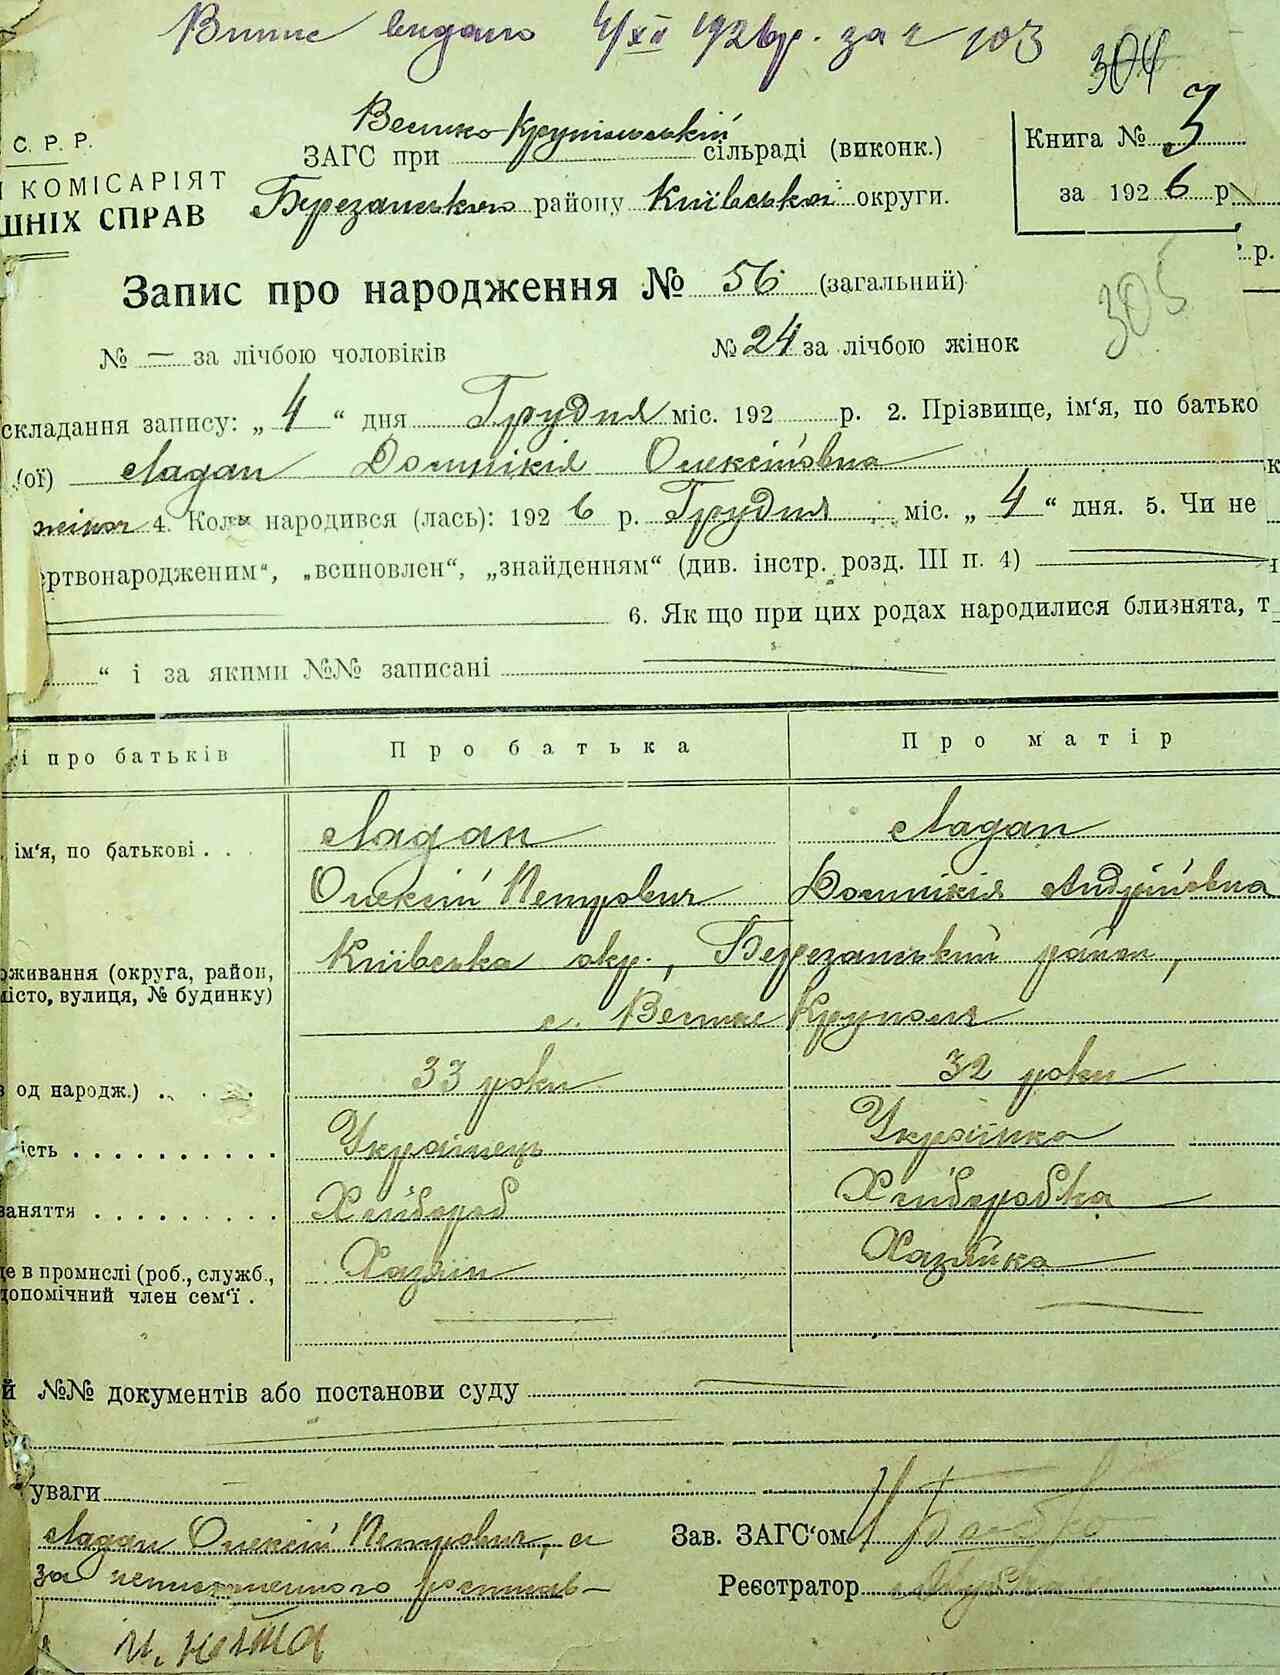 Випис видано 4/XII 1926 р. за № 103
304
С. Р. Р.
КОМІСАРІЯТ
ШНІХ СПРАВ
Велико-Крупільській
ЗАГС при сільраді (виконк.)
Березанського району Київської округи.
Книга № 3
за 1926 р.
р.
Запис про народження № 56 (загальний)
305
№ — за лічбою чоловіків № 24 за лічбою жінок
складання запису: „ 4 “ дня Грудня міс. 192 р. 2. Прізвище, ім'я, по батько
(ої) Ладан Домнікія Олексіївна
4. Коли народився (лась): 1926 р. Грудня міс. „ 4 “ дня. 5. Чи не
ертвонародженим“, „всиновлен“, „знайденням“ (див. інстр. розд. III п. 4)
6. Як що при цих родах народилися близнята, т
“ і за якими №№ записані
і про батьків Про батька Про матір
ім'я, по батькові . . . Ладан Ладан
Олексій Петрович Домнікія Андріївна
оживання (округа, район, Київська окр., Березанський район,
місто, вулиця, № будинку) с. Велике Крупол
в од народж.) . . . . 33 роки 32 роки
ість . . . . . . . . . . Українець Українка
заняття . . . . . . . . . Хлібороб Хліборобка
це в промислі (роб., служб., Хазяін Хазяйка
допомічний член сем'ї .
й №№ документів або постанови суду
уваги
Ладан Олексій Петрович, а
за неписьменного розписав-
Зав. ЗАГС'ом
Реєстратор